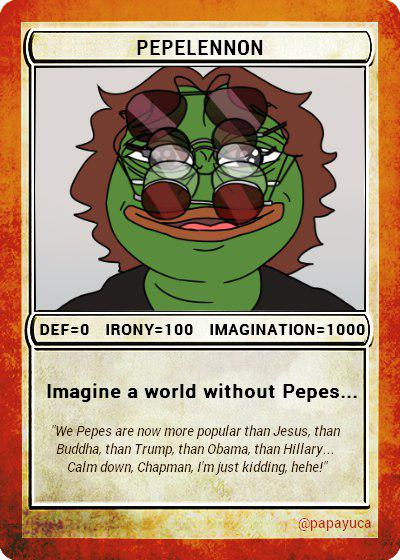 PEPELENNON
DEF=0 IRONY=100 IMAGINATION=1000
Imagine a world without Pepes...
"We Pepes are now more popular than Jesus, than
Buddha, than Trump, than Obama, than Hillary...
Calm down, Chapman, I'm just kidding, hehe!"
@papayuca